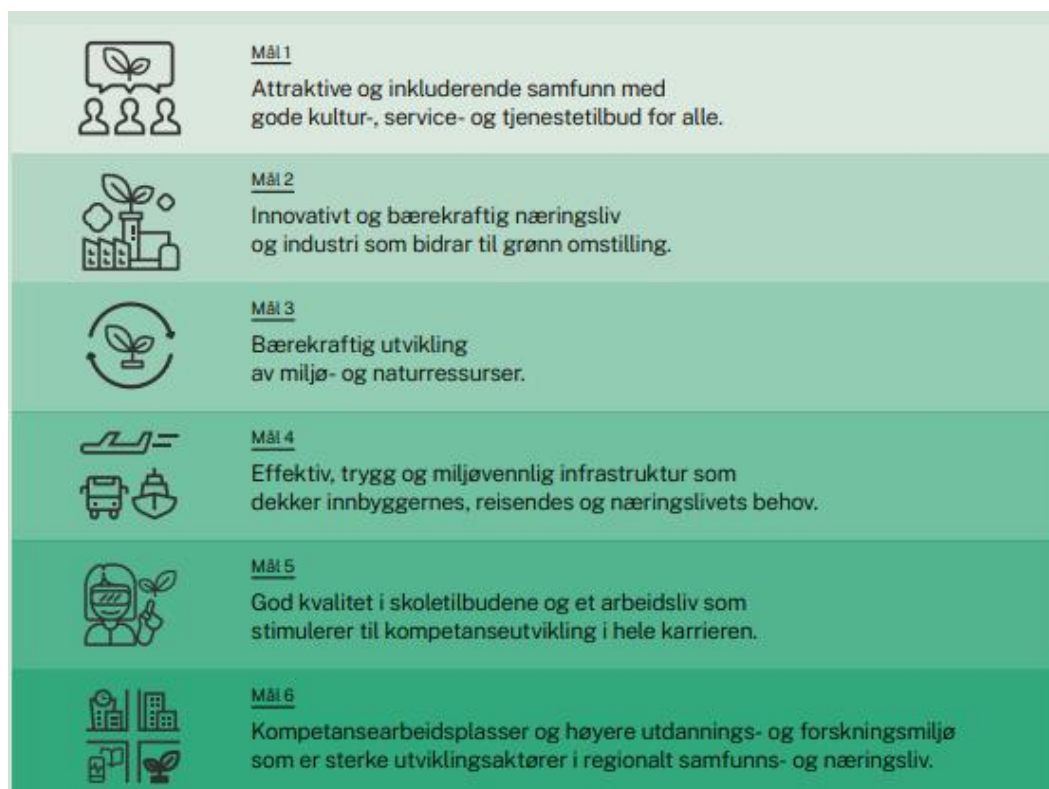 Mål 1
Attraktive og inkluderende samfunn med
gode kultur-, service- og tjenestetilbud for alle.
Mål 2
Innovativt og bærekraftig næringsliv
og industri som bidrar til grønn omstilling.
Mål 3
Bærekraftig utvikling
av miljø- og naturressurser.
Mål 4
Effektiv, trygg og miljøvennlig infrastruktur som
dekker innbyggernes, reisendes og næringslivets behov.
Mål 5
God kvalitet i skoletilbudene og et arbeidsliv som
stimulerer til kompetanseutvikling i hele karrieren.
Mål 6
Kompetansearbeidsplasser og høyere utdannings- og forskningsmiljø
som er sterke utviklingsaktører i regionalt samfunns- og næringsliv.